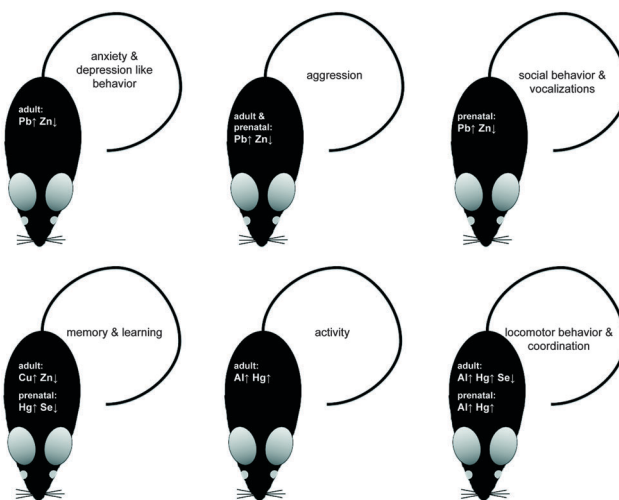 anxiety &
depression like
behavior
adult:
Pb↑ Zn↓
aggression
adult &
prenatal:
Pb↑ Zn↓
social behavior &
vocalizations
prenatal:
Pb↑ Zn↓
memory & learning
adult:
Cu↑ Zn↓
prenatal:
Hg↑ Se↓
activity
adult:
Al↑ Hg↑
locomotor behavior &
coordination
adult:
Al↑ Hg↑ Se↓
prenatal:
Al↑ Hg↑